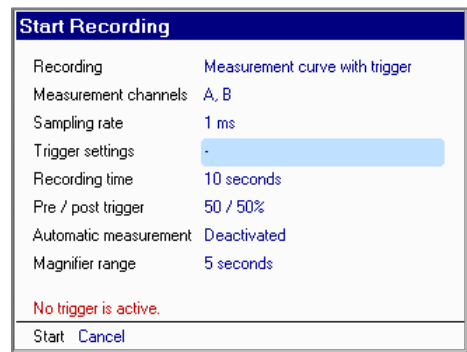 Start Recording
Recording Measurement curve with trigger
Measurement channels A, B
Sampling rate 1 ms
Trigger settings -
Recording time 10 seconds
Pre / post trigger 50 / 50%
Automatic measurement Deactivated
Magnifier range 5 seconds
No trigger is active.
Start Cancel